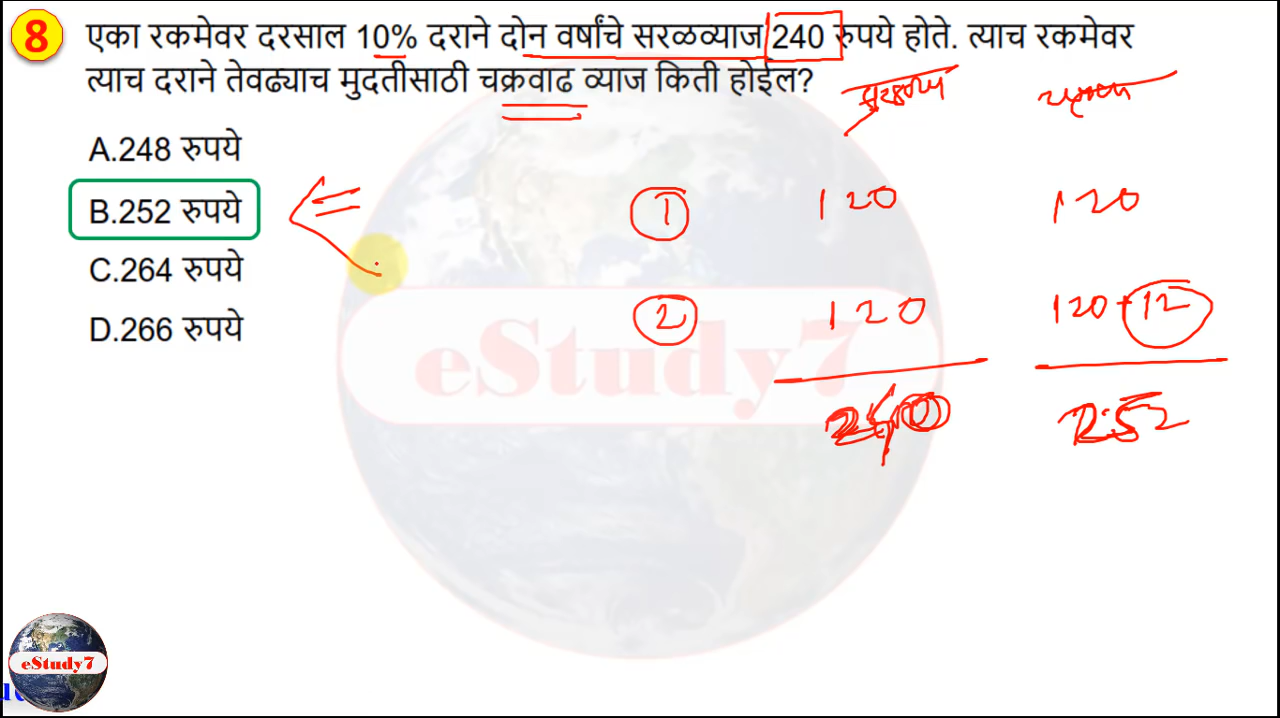 8
एका रकमेवर दरसाल 10% दराने दोन वर्षांचे सरळव्याज 240 रुपये होते. त्याच रकमेवर
त्याच दराने तेवढ्याच मुदतीसाठी चक्रवाढ व्याज किती होईल?
A.248 रुपये
B.252 रुपये
C.264 रुपये
D.266 रुपये
1 120 120
2 120 120+12
240 252
eStudy7
eStudy7